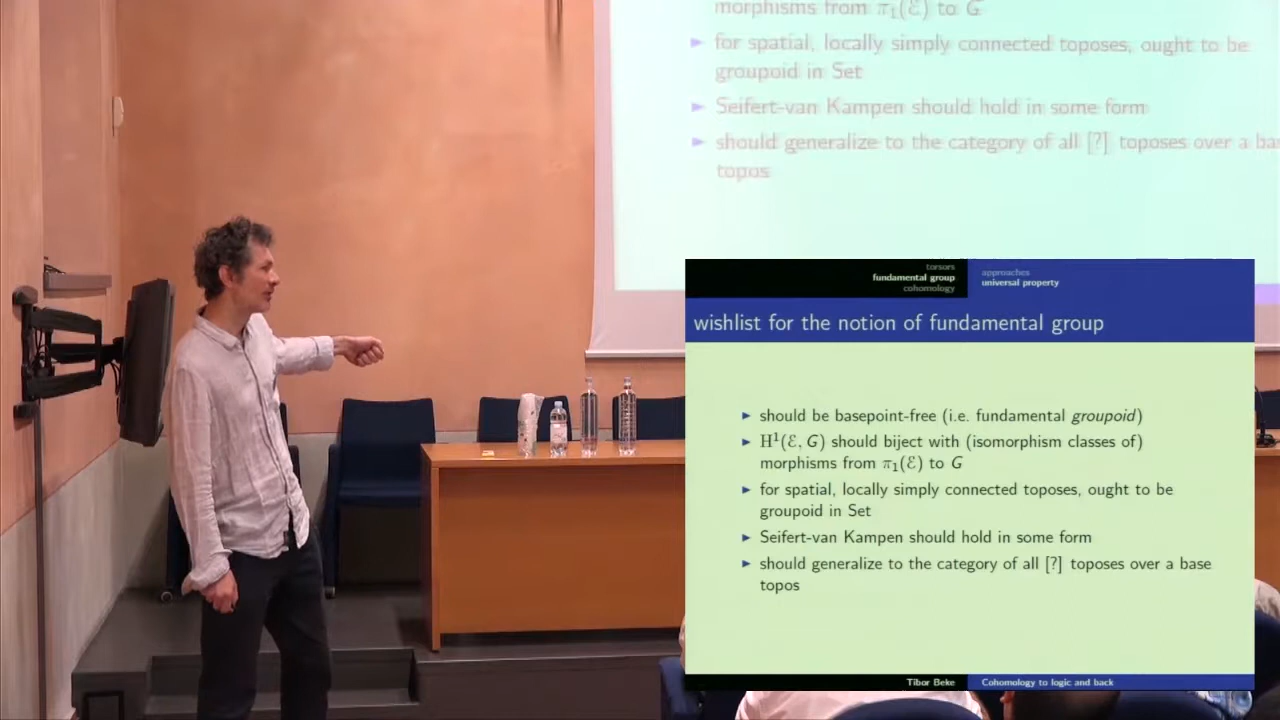 morphisms from π₁(ℰ) to G
for spatial, locally simply connected toposes, ought to be
groupoid in Set
Seifert-van Kampen should hold in some form
should generalize to the category of all [?] toposes over a
topos
torsors
fundamental group
cohomology
approaches
universal property
wishlist for the notion of fundamental group
► should be basepoint-free (i.e. fundamental groupoid)
► H¹(ℰ, G) should biject with (isomorphism classes of)
morphisms from π₁(ℰ) to G
► for spatial, locally simply connected toposes, ought to be
groupoid in Set
► Seifert-van Kampen should hold in some form
► should generalize to the category of all [?] toposes over a base
topos
Tibor Beke
Cohomology to logic and back